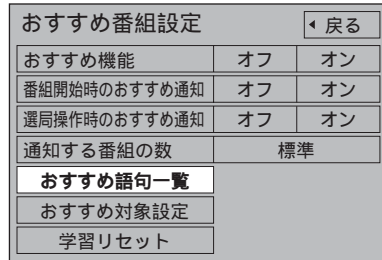 おすすめ番組設定 ◂ 戻る
おすすめ機能 オフ オン
番組開始時のおすすめ通知 オフ オン
選局操作時のおすすめ通知 オフ オン
通知する番組の数 標準
おすすめ語句一覧
おすすめ対象設定
学習リセット